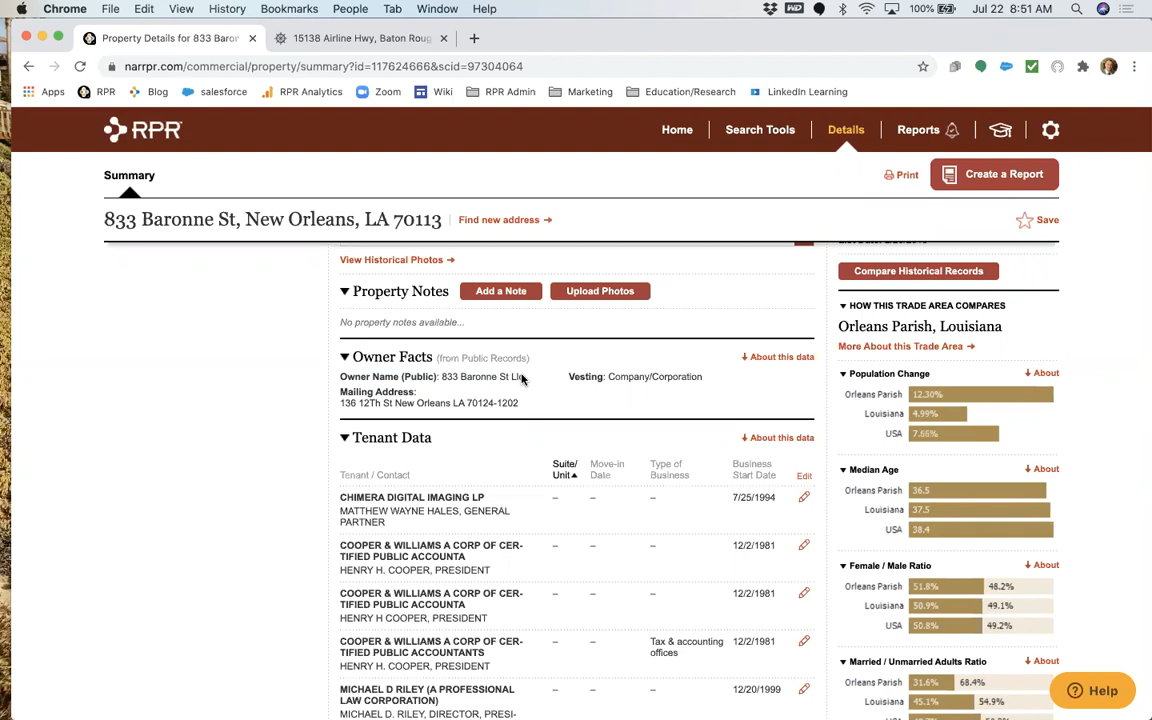 Chrome File Edit View History Bookmarks People Tab Window Help WD 100% Jul 22 8:51 AM
Property Details for 833 Baron 15138 Airline Hwy, Baton Roug
narrpr.com/commercial/property/summary?id=117624666&scid=97304064
Apps RPR Blog salesforce RPR Analytics Zoom Wiki RPR Admin Marketing Education/Research LinkedIn Learning
RPR Home Search Tools Details Reports
Summary Print Create a Report
833 Baronne St, New Orleans, LA 70113 Find new address Save
View Historical Photos
Property Notes Add a Note Upload Photos
No property notes available...
Owner Facts (from Public Records) About this data
Owner Name (Public): 833 Baronne St Vesting: Company/Corporation
Mailing Address:
136 12Th St New Orleans LA 70124-1202
Tenant Data About this data
Tenant / Contact Suite/ Unit Move-in Date Type of Business Business Start Date Edit
CHIMERA DIGITAL IMAGING LP – – – 7/25/1994
MATTHEW WAYNE HALES, GENERAL
PARTNER
COOPER & WILLIAMS A CORP OF CER- – – – 12/2/1981
TIFIED PUBLIC ACCOUNTA
HENRY H. COOPER, PRESIDENT
COOPER & WILLIAMS A CORP OF CER- – – – 12/2/1981
TIFIED PUBLIC ACCOUNTA
HENRY H COOPER, PRESIDENT
COOPER & WILLIAMS A CORP OF CER- – – Tax & accounting 12/2/1981
TIFIED PUBLIC ACCOUNTANTS offices
HENRY H. COOPER, PRESIDENT
MICHAEL D RILEY (A PROFESSIONAL – – – 12/20/1999
LAW CORPORATION)
MICHAEL D. RILEY, DIRECTOR, PRESI-
Compare Historical Records
HOW THIS TRADE AREA COMPARES
Orleans Parish, Louisiana
More About this Trade Area
Population Change About
Orleans Parish 12.30%
Louisiana 4.99%
USA 7.66%
Median Age About
Orleans Parish 36.5
Louisiana 37.5
USA 38.4
Female / Male Ratio About
Orleans Parish 51.8% 48.2%
Louisiana 50.9% 49.1%
USA 50.8% 49.2%
Married / Unmarried Adults Ratio About
Orleans Parish 31.6% 68.4%
Louisiana 45.1% 54.9%
Help